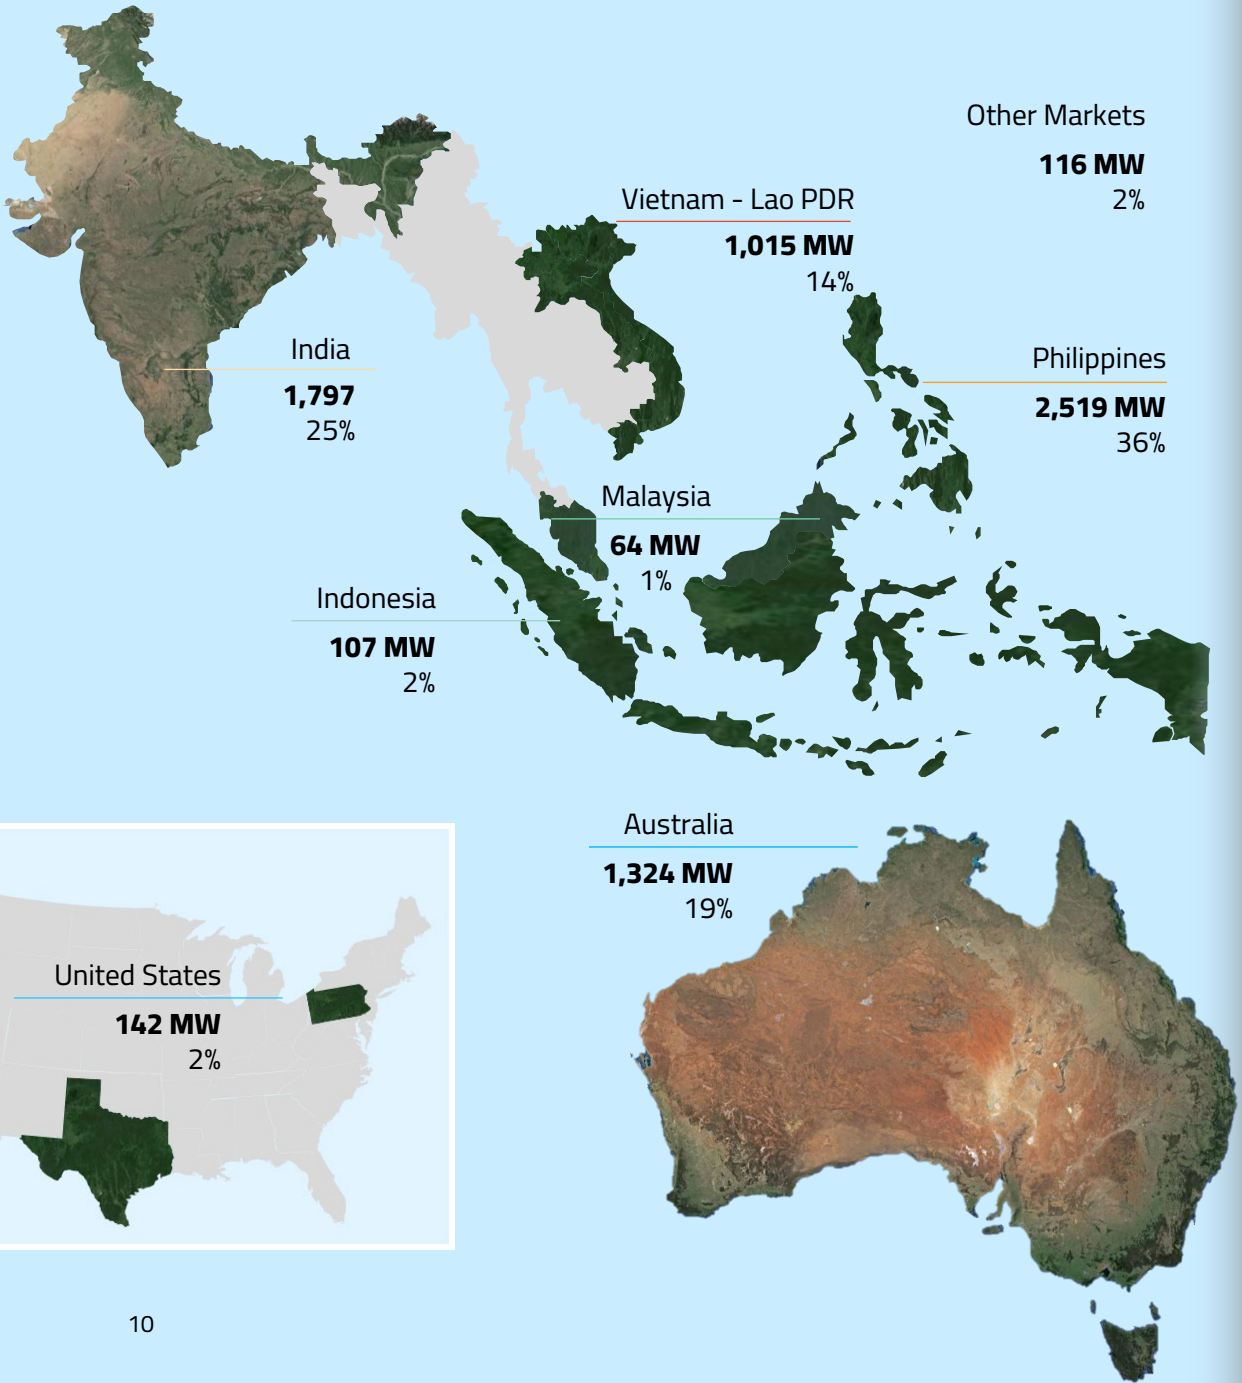 Other Markets
116 MW
2%
Vietnam - Lao PDR
1,015 MW
14%
India
1,797
25%
Philippines
2,519 MW
36%
Malaysia
64 MW
1%
Indonesia
107 MW
2%
Australia
1,324 MW
19%
United States
142 MW
2%
10